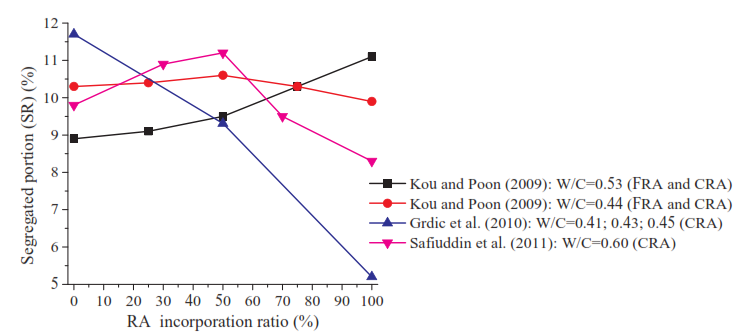 12
11
10
9
8
7
6
5
Segregated portion (SR) (%)
0 10 20 30 40 50 60 70 80 90 100
RA incorporation ratio (%)
Kou and Poon (2009): W/C=0.53 (FRA and CRA)
Kou and Poon (2009): W/C=0.44 (FRA and CRA)
Grdic et al. (2010): W/C=0.41; 0.43; 0.45 (CRA)
Safiuddin et al. (2011): W/C=0.60 (CRA)